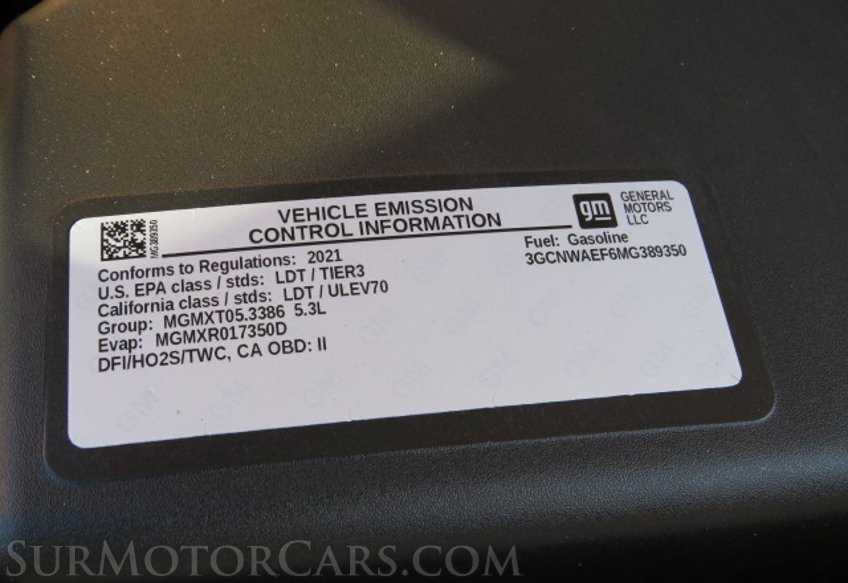 MG389350
VEHICLE EMISSION
CONTROL INFORMATION
gm
GENERAL
MOTORS
LLC
Conforms to Regulations: 2021
U.S. EPA class / stds: LDT / TIER3
California class / stds: LDT / ULEV70
Group: MGMXT05.3386 5.3L
Evap: MGMXR017350D
DFI/HO2S/TWC, CA OBD: II
Fuel: Gasoline
3GCNWAEF6MG389350
SurMotorCars.com